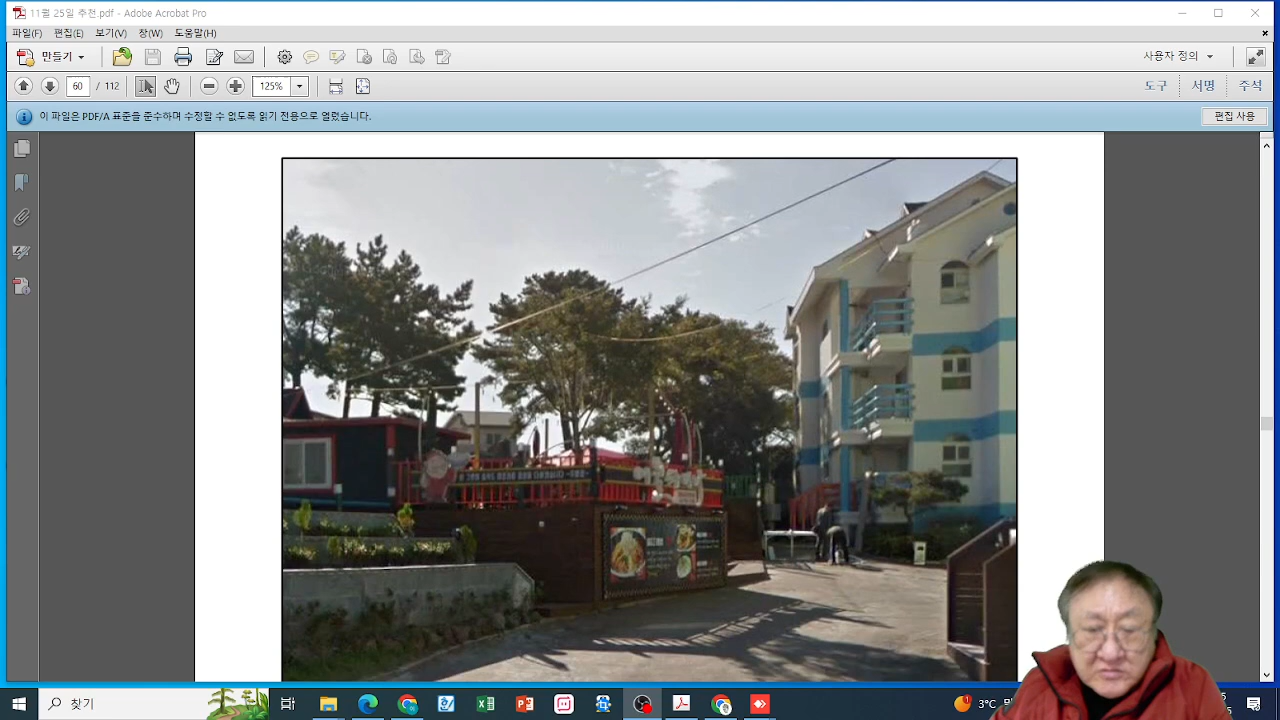 11월 25일 추천.pdf - Adobe Acrobat Pro
파일(F) 편집(E) 보기(V) 창(W) 도움말(H)
만들기
사용자 정의
60 / 112
125%
도구 서명 주석
이 파일은 PDF/A 표준을 준수하며 수정할 수 없도록 읽기 전용으로 열렸습니다.
편집 사용
찾기
3℃